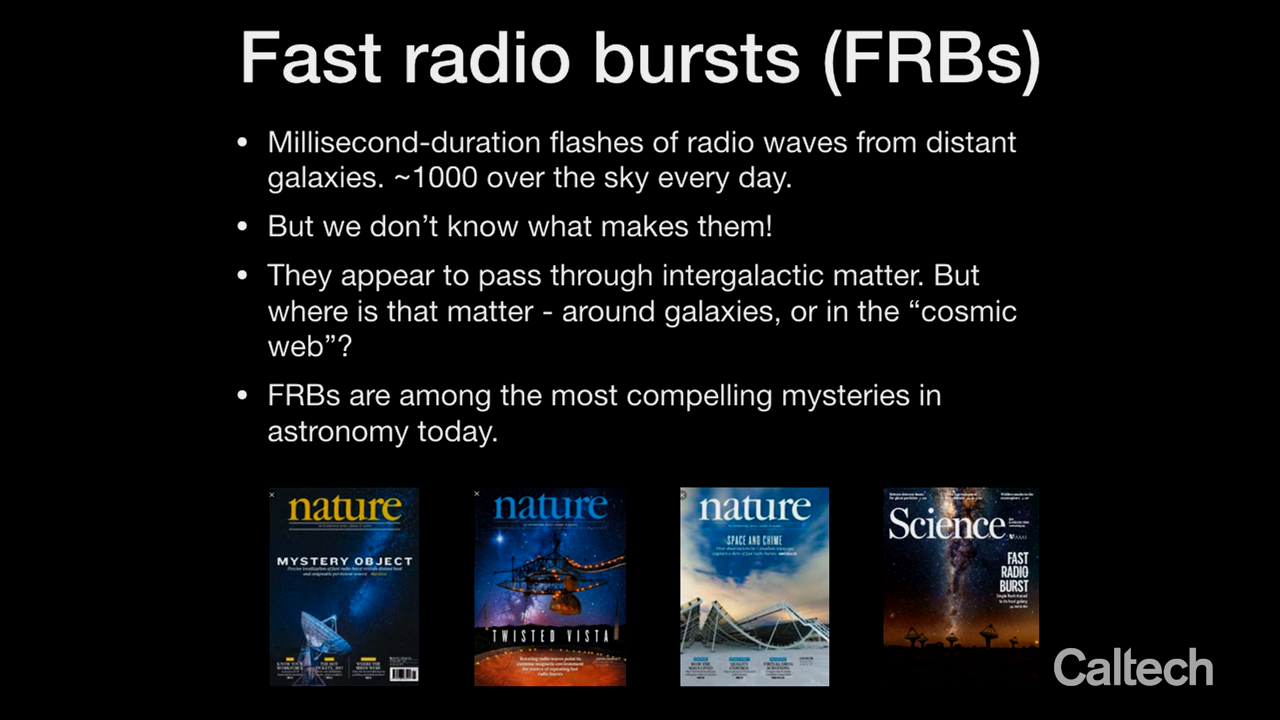 Fast radio bursts (FRBs)
• Millisecond-duration flashes of radio waves from distant
galaxies. ~1000 over the sky every day.
• But we don’t know what makes them!
• They appear to pass through intergalactic matter. But
where is that matter - around galaxies, or in the “cosmic
web”?
• FRBs are among the most compelling mysteries in
astronomy today.
nature
MYSTERY OBJECT
nature
TWISTED VISTA
nature
SPACE AND CHIME
Science
FAST
RADIO
BURST
Caltech